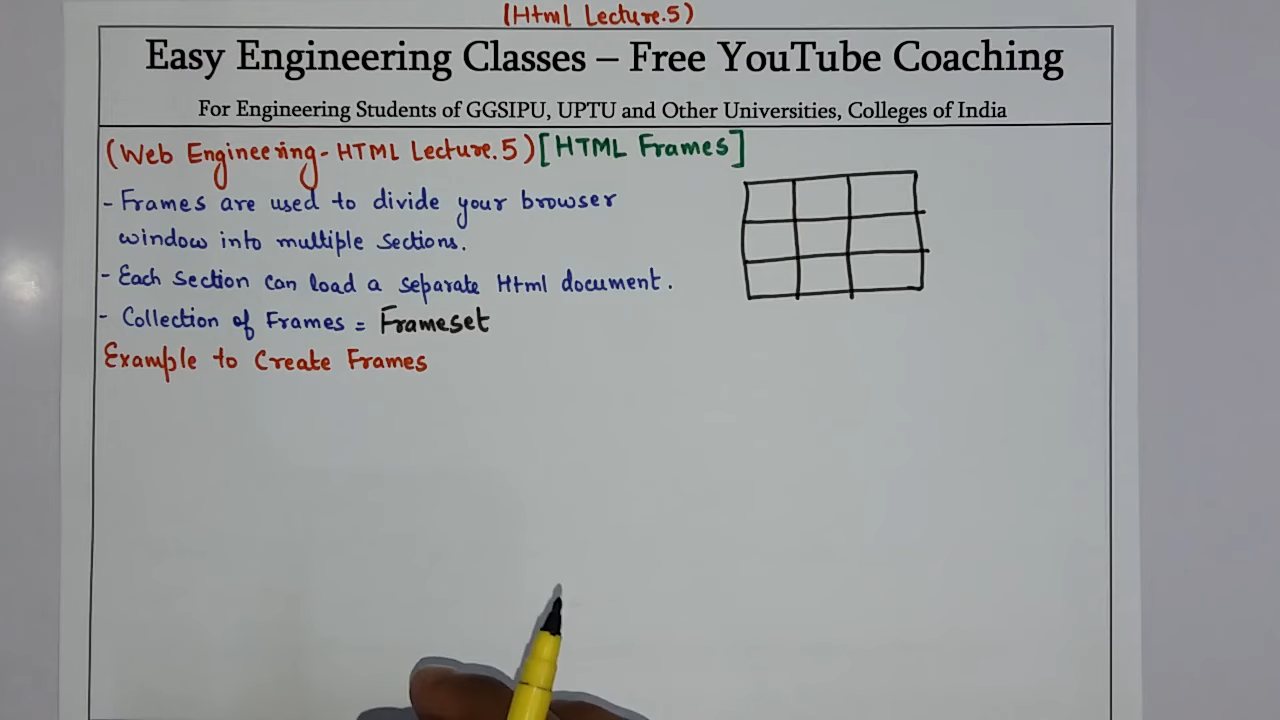 (Html Lecture.5)
Easy Engineering Classes – Free YouTube Coaching
For Engineering Students of GGSIPU, UPTU and Other Universities, Colleges of India
(Web Engineering- HTML Lecture.5) [HTML Frames]
- Frames are used to divide your browser
window into multiple sections.
- Each section can load a separate Html document.
- Collection of Frames = Frameset
Example to Create Frames